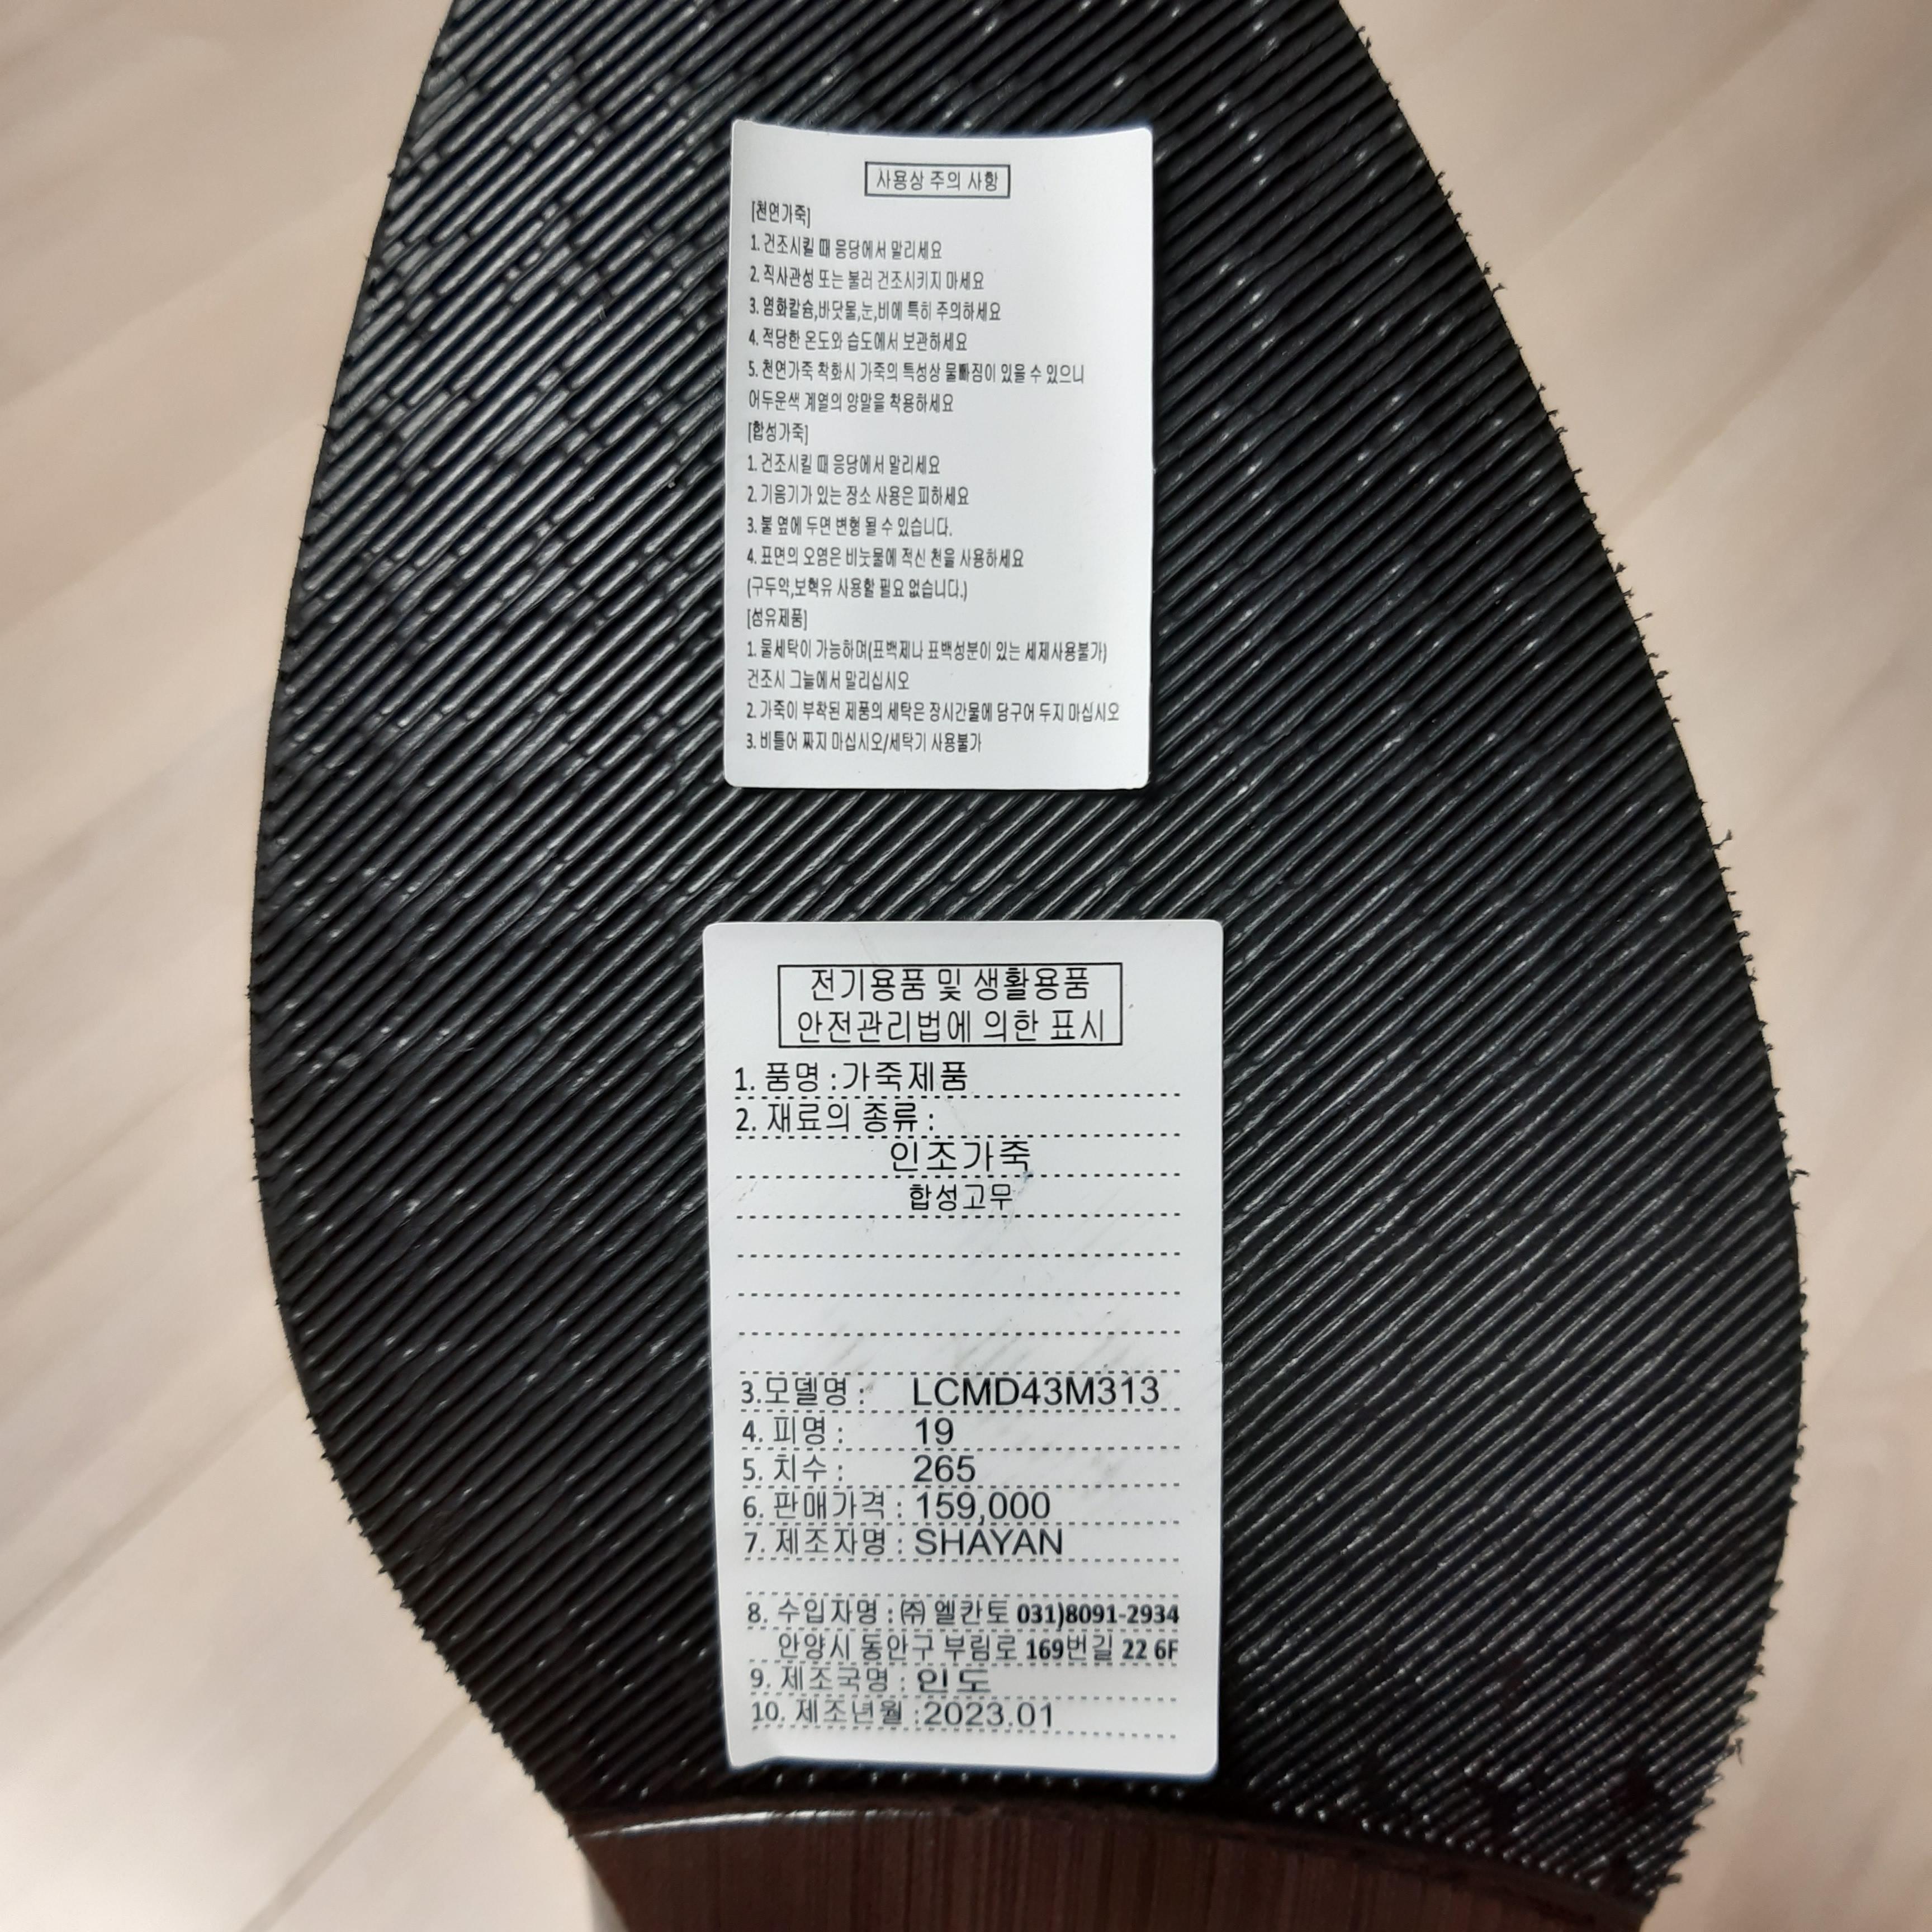 사용상 주의 사항
[천연가죽]
1. 건조시킬 때 응당에서 말리세요
2. 직사관성 또는 불러 건조시키지 마세요
3. 염화칼슘,바닷물,눈,비에 특히 주의하세요
4. 적당한 온도와 습도에서 보관하세요
5. 천연가죽 착화시 가죽의 특성상 물빠짐이 있을 수 있으니
어두운색 계열의 양말을 착용하세요
[합성가죽]
1. 건조시킬 때 응당에서 말리세요
2. 기음기가 있는 장소 사용은 피하세요
3. 불 옆에 두면 변형 될 수 있습니다.
4. 표면의 오염은 비눗물에 적신 천을 사용하세요
(구두약,보혁유 사용할 필요 없습니다.)
[섬유제품]
1. 물세탁이 가능하며(표백제나 표백성분이 있는 세제사용불가)
건조시 그늘에서 말리십시오
2. 가죽이 부착된 제품의 세탁은 장시간물에 담구어 두지 마십시오
3. 비틀어 짜지 마십시오/세탁기 사용불가
전기용품 및 생활용품
안전관리법에 의한 표시
1. 품명 :가죽제품
2. 재료의 종류 :
인조가죽
합성고무
3.모델명 : LCMD43M313
4. 피명 : 19
5. 치수 : 265
6. 판매가격 : 159,000
7. 제조자명 : SHAYAN
8. 수입자명 : ㈜ 엘칸토 031)8091-2934
안양시 동안구 부림로 169번길 22 6F
9. 제조국명 : 인도
10. 제조년월 :2023.01